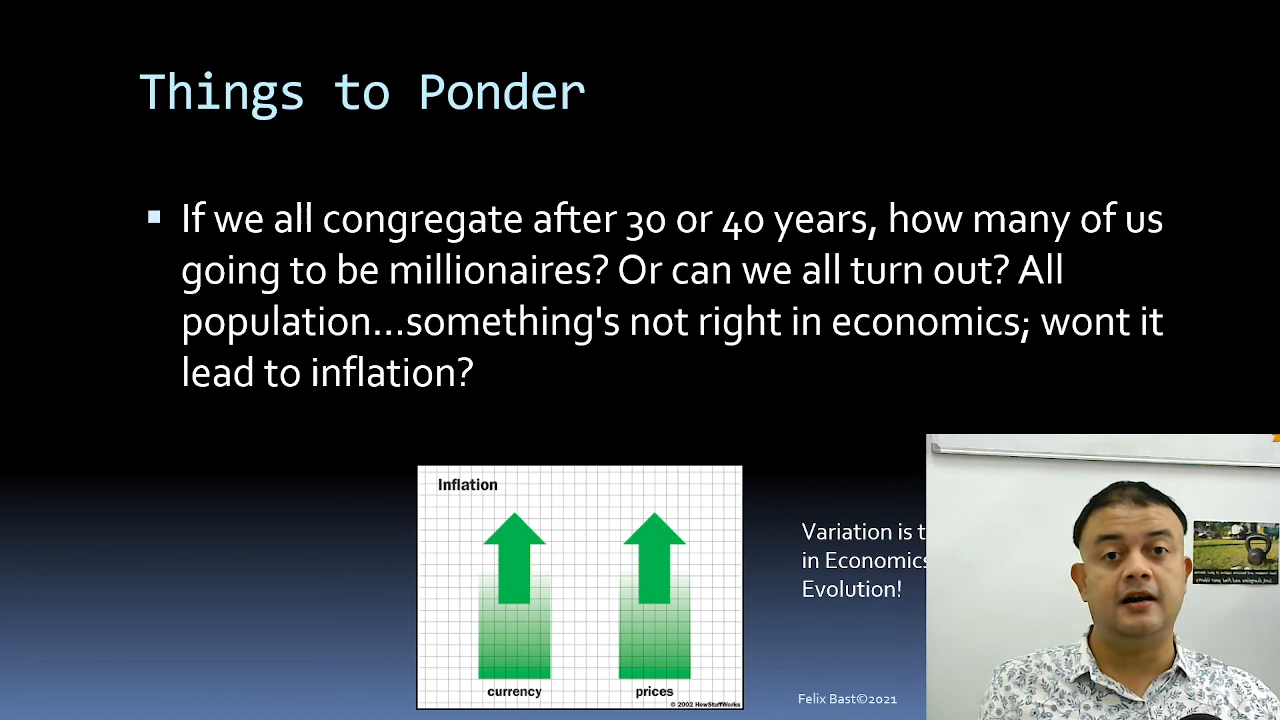 Things to Ponder
If we all congregate after 30 or 40 years, how many of us
going to be millionaires? Or can we all turn out? All
population...something's not right in economics; wont it
lead to inflation?
Inflation
currency prices
© 2002 HowStuffWorks
Variation is
in Economics
Evolution!
Felix Bast©2021